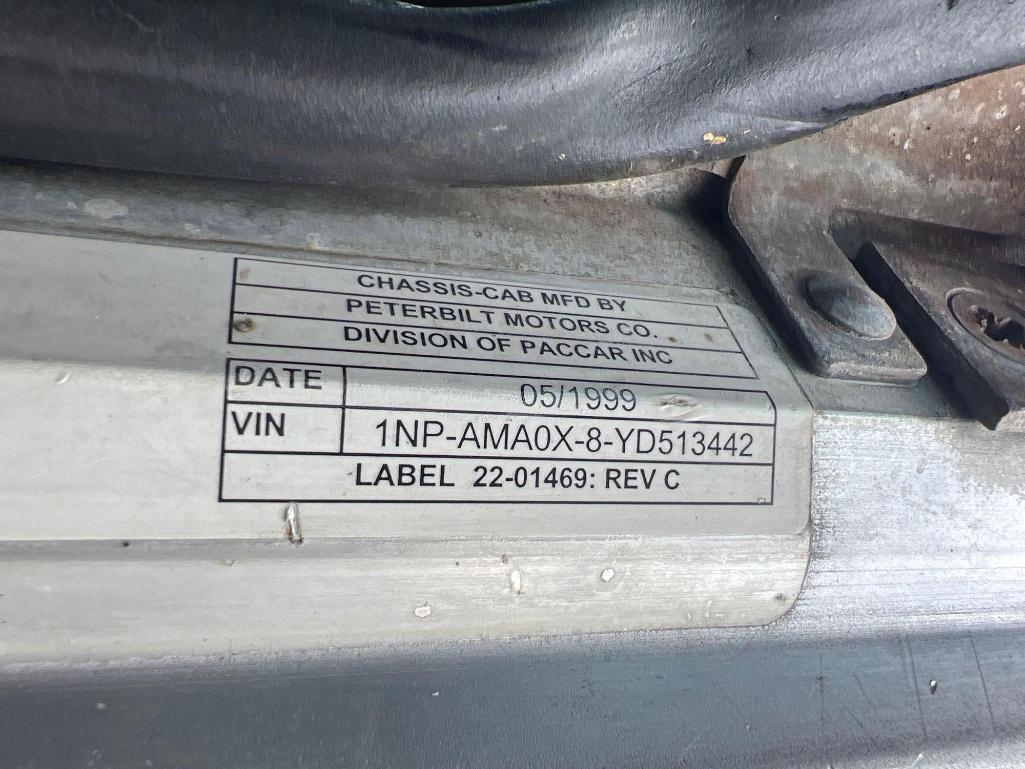 CHASSIS-CAB MFD BY
PETERBILT MOTORS CO.
DIVISION OF PACCAR INC
DATE 05/1999
VIN 1NP-AMA0X-8-YD513442
LABEL 22-01469: REV C